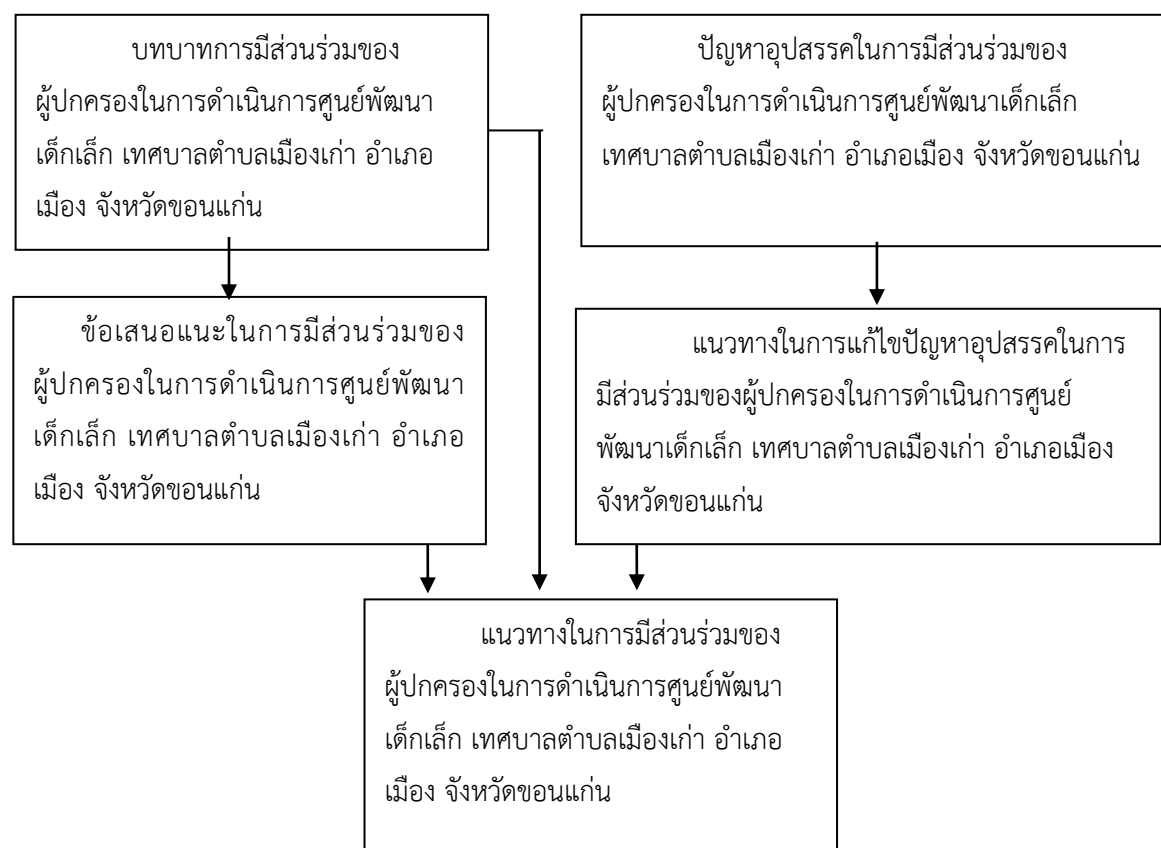 บทบาทการมีส่วนร่วมของ
ผู้ปกครองในการดำเนินการศูนย์พัฒนา
เด็กเล็ก เทศบาลตำบลเมืองเก่า อำเภอ
เมือง จังหวัดขอนแก่น
ปัญหาอุปสรรคในการมีส่วนร่วมของ
ผู้ปกครองในการดำเนินการศูนย์พัฒนาเด็กเล็ก
เทศบาลตำบลเมืองเก่า อำเภอเมือง จังหวัดขอนแก่น
ข้อเสนอแนะในการมีส่วนร่วมของ
ผู้ปกครองในการดำเนินการศูนย์พัฒนา
เด็กเล็ก เทศบาลตำบลเมืองเก่า อำเภอ
เมือง จังหวัดขอนแก่น
แนวทางในการแก้ไขปัญหาอุปสรรคในการ
มีส่วนร่วมของผู้ปกครองในการดำเนินการศูนย์
พัฒนาเด็กเล็ก เทศบาลตำบลเมืองเก่า อำเภอเมือง
จังหวัดขอนแก่น
แนวทางในการมีส่วนร่วมของ
ผู้ปกครองในการดำเนินการศูนย์พัฒนา
เด็กเล็ก เทศบาลตำบลเมืองเก่า อำเภอ
เมือง จังหวัดขอนแก่น